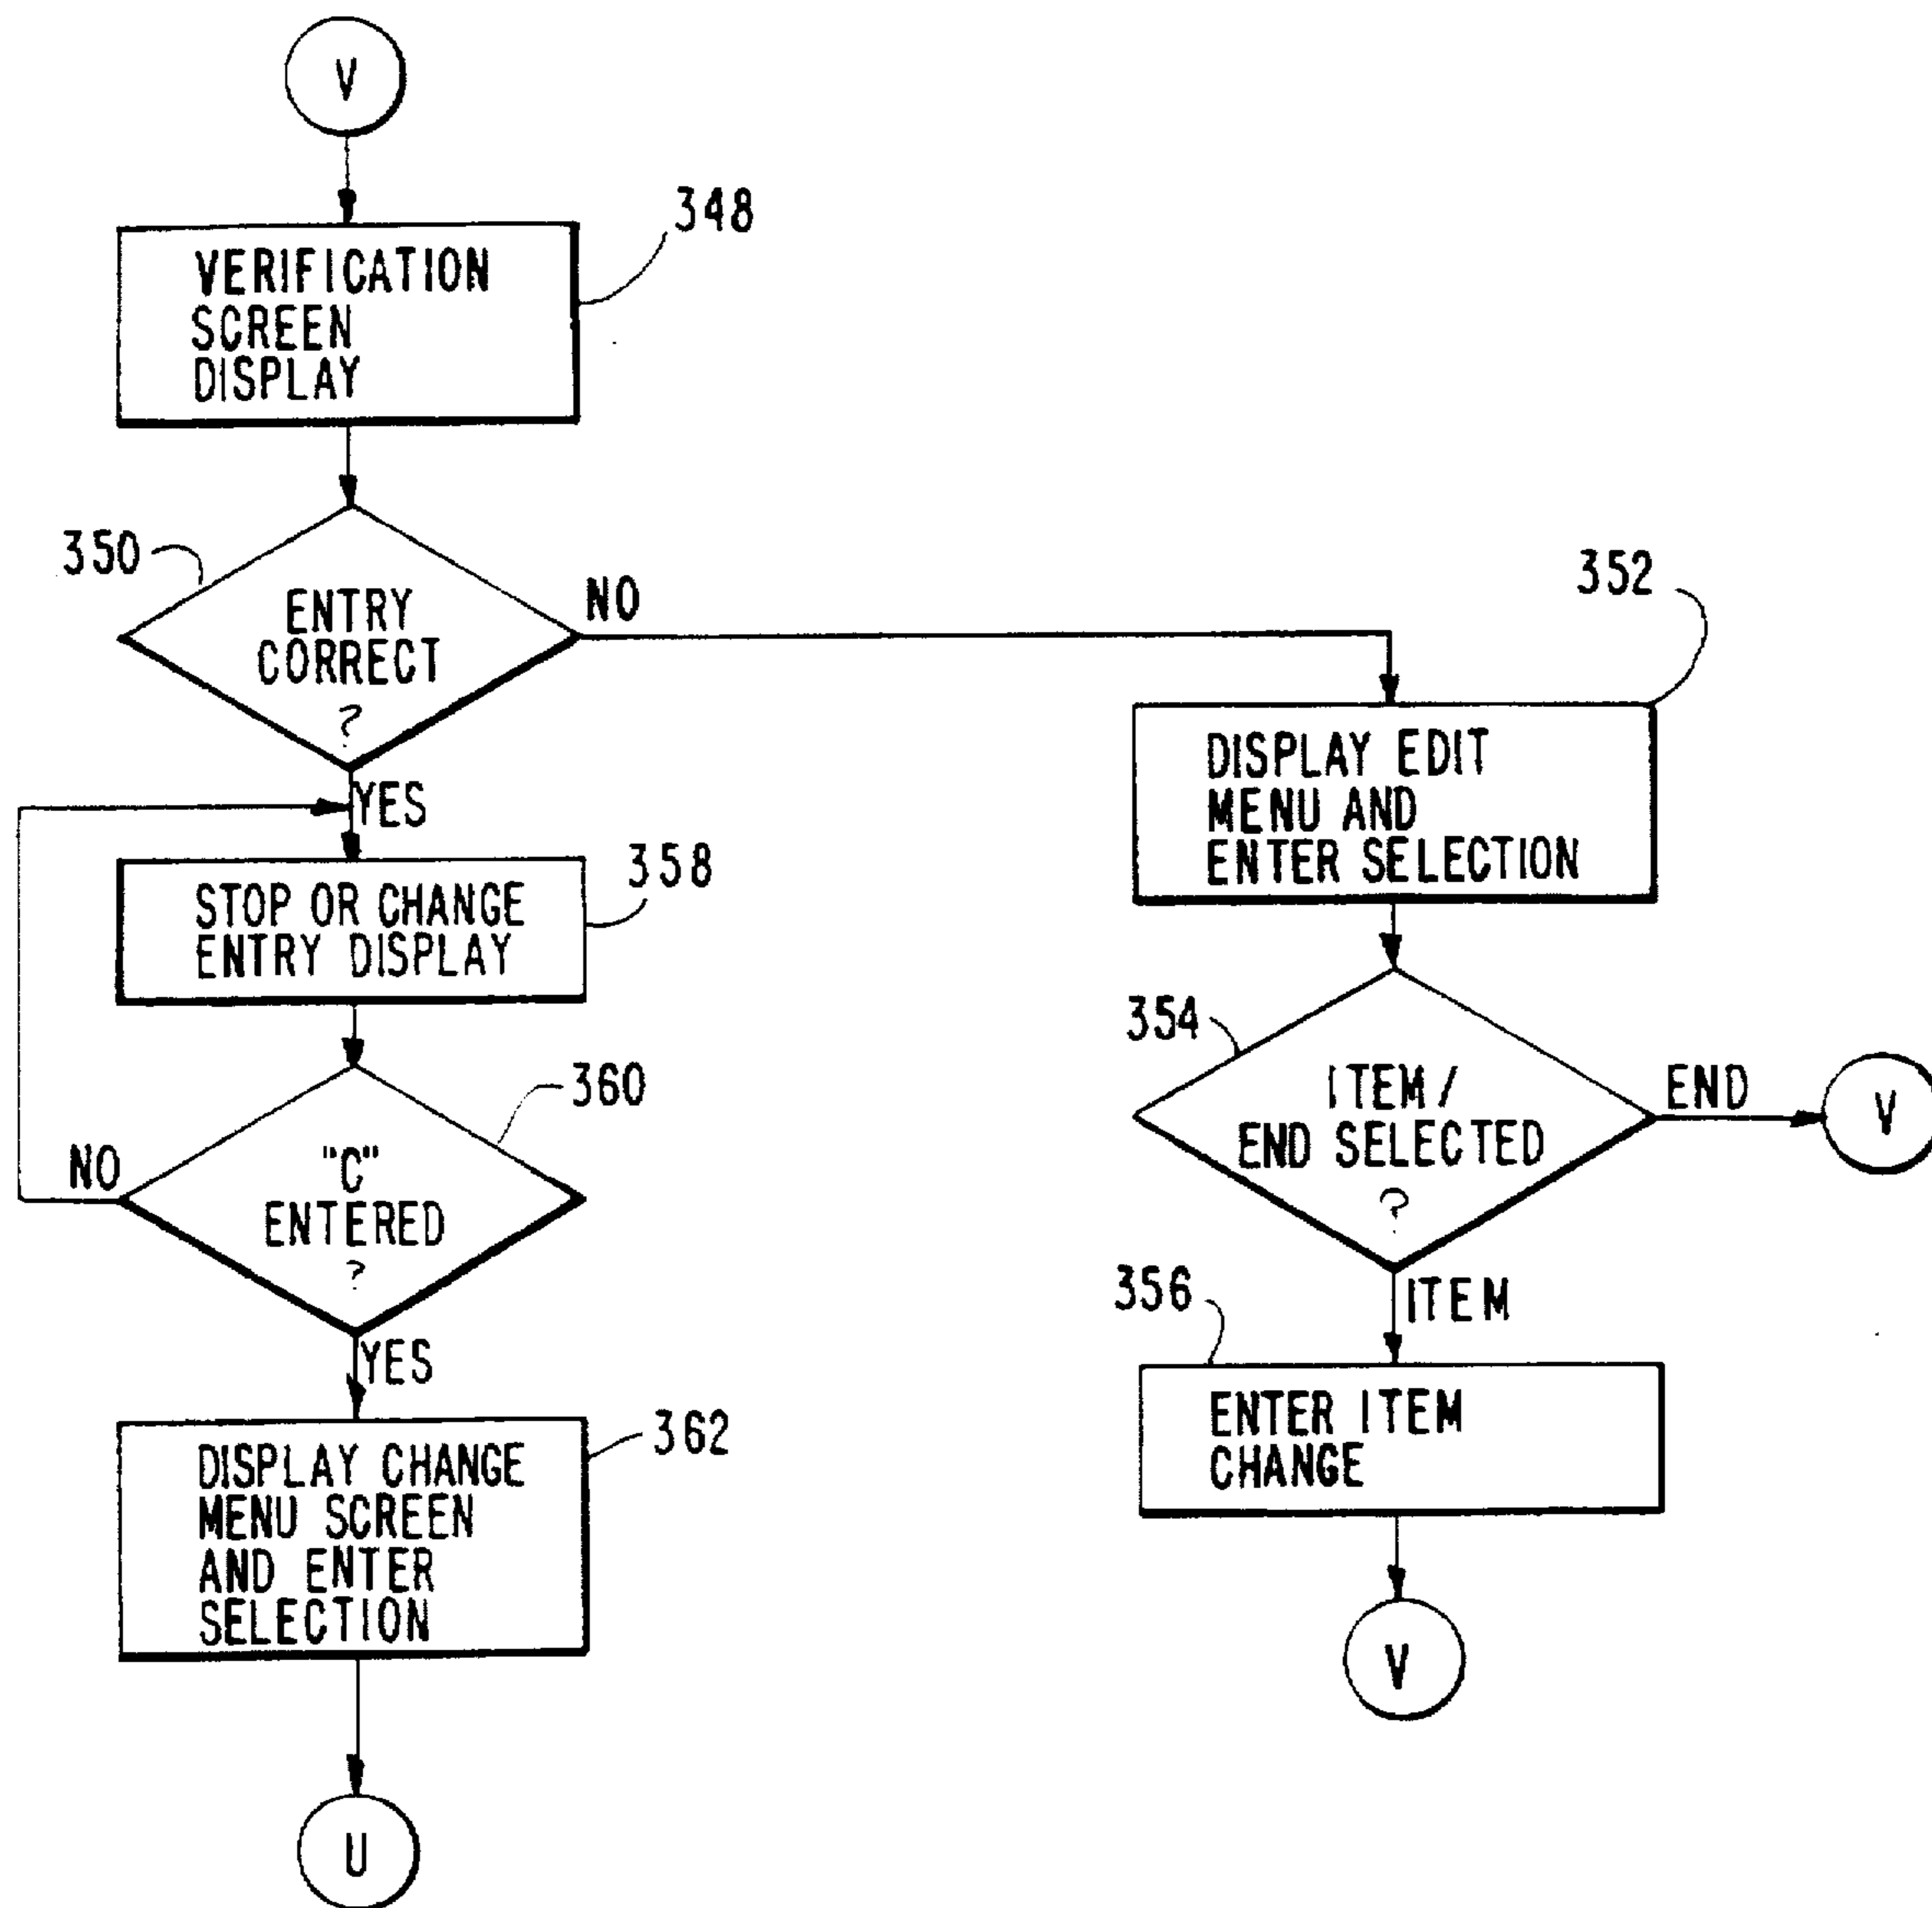 V
348
VERIFICATION
SCREEN
DISPLAY
350
ENTRY
CORRECT
?
NO
YES
358
STOP OR CHANGE
ENTRY DISPLAY
360
"C"
ENTERED
?
NO
YES
362
DISPLAY CHANGE
MENU SCREEN
AND ENTER
SELECTION
U
352
DISPLAY EDIT
MENU AND
ENTER SELECTION
354
ITEM/
END SELECTED
?
END
V
ITEM
356
ENTER ITEM
CHANGE
V